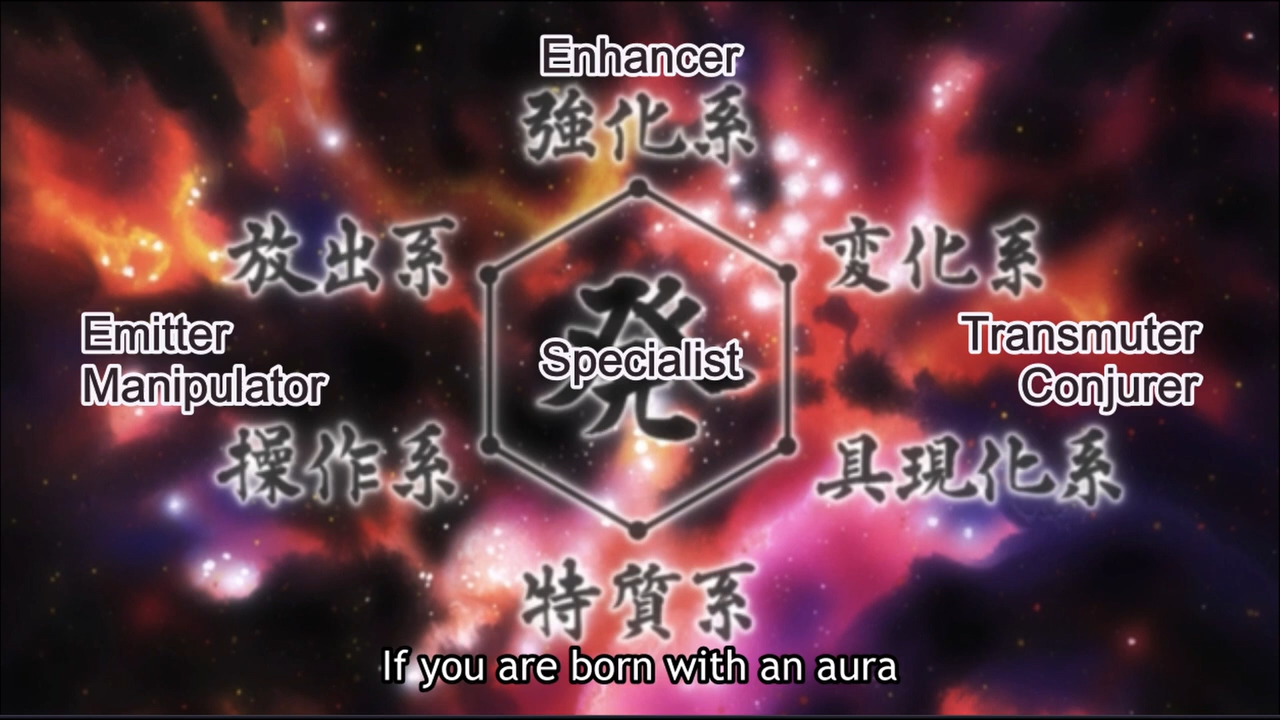 Enhancer
強化系
放出系
変化系
Emitter
Manipulator
発
Specialist
Transmuter
Conjurer
操作系
具現化系
特質系
If you are born with an aura